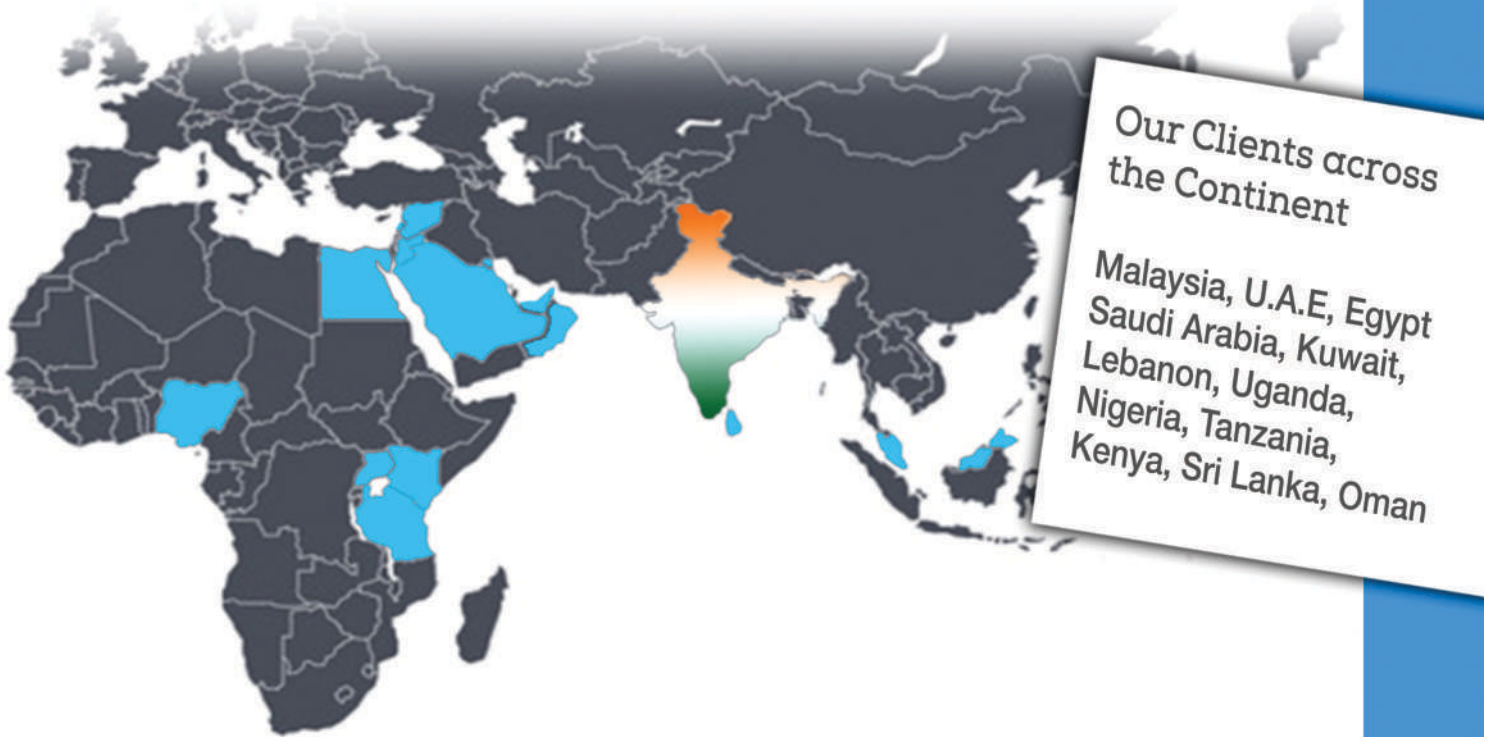 Our Clients across
the Continent
Malaysia, U.A.E, Egypt
Saudi Arabia, Kuwait,
Lebanon, Uganda,
Nigeria, Tanzania,
Kenya, Sri Lanka, Oman